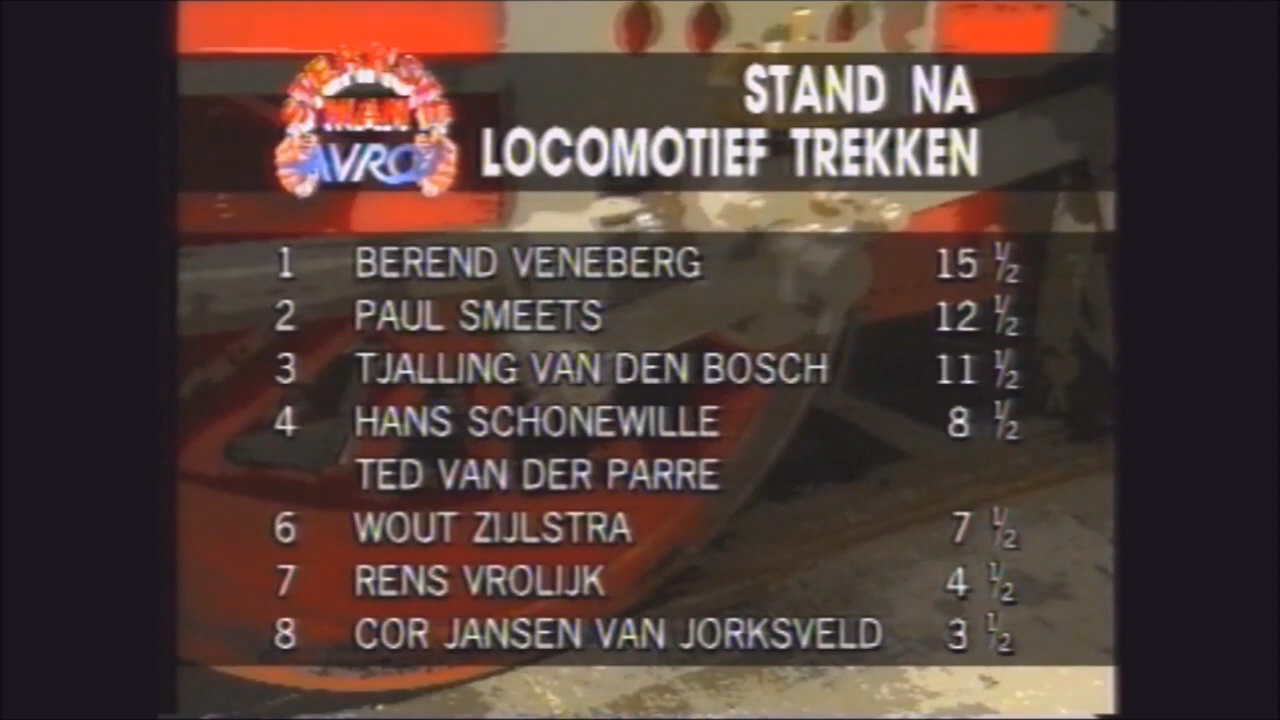 MAN
AVRO
STAND NA
LOCOMOTIEF TREKKEN
1 BEREND VENEBERG 15 ½
2 PAUL SMEETS 12 ½
3 TJALLING VAN DEN BOSCH 11 ½
4 HANS SCHONEWILLE 8 ½
TED VAN DER PARRE
6 WOUT ZIJLSTRA 7 ½
7 RENS VROLIJK 4 ½
8 COR JANSEN VAN JORKSVELD 3 ½